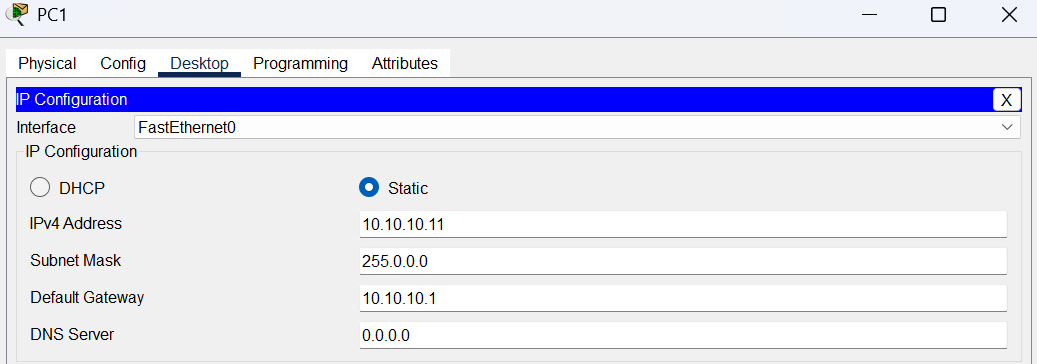 PC1
Physical Config Desktop Programming Attributes
IP Configuration X
Interface FastEthernet0
IP Configuration
DHCP Static
IPv4 Address 10.10.10.11
Subnet Mask 255.0.0.0
Default Gateway 10.10.10.1
DNS Server 0.0.0.0